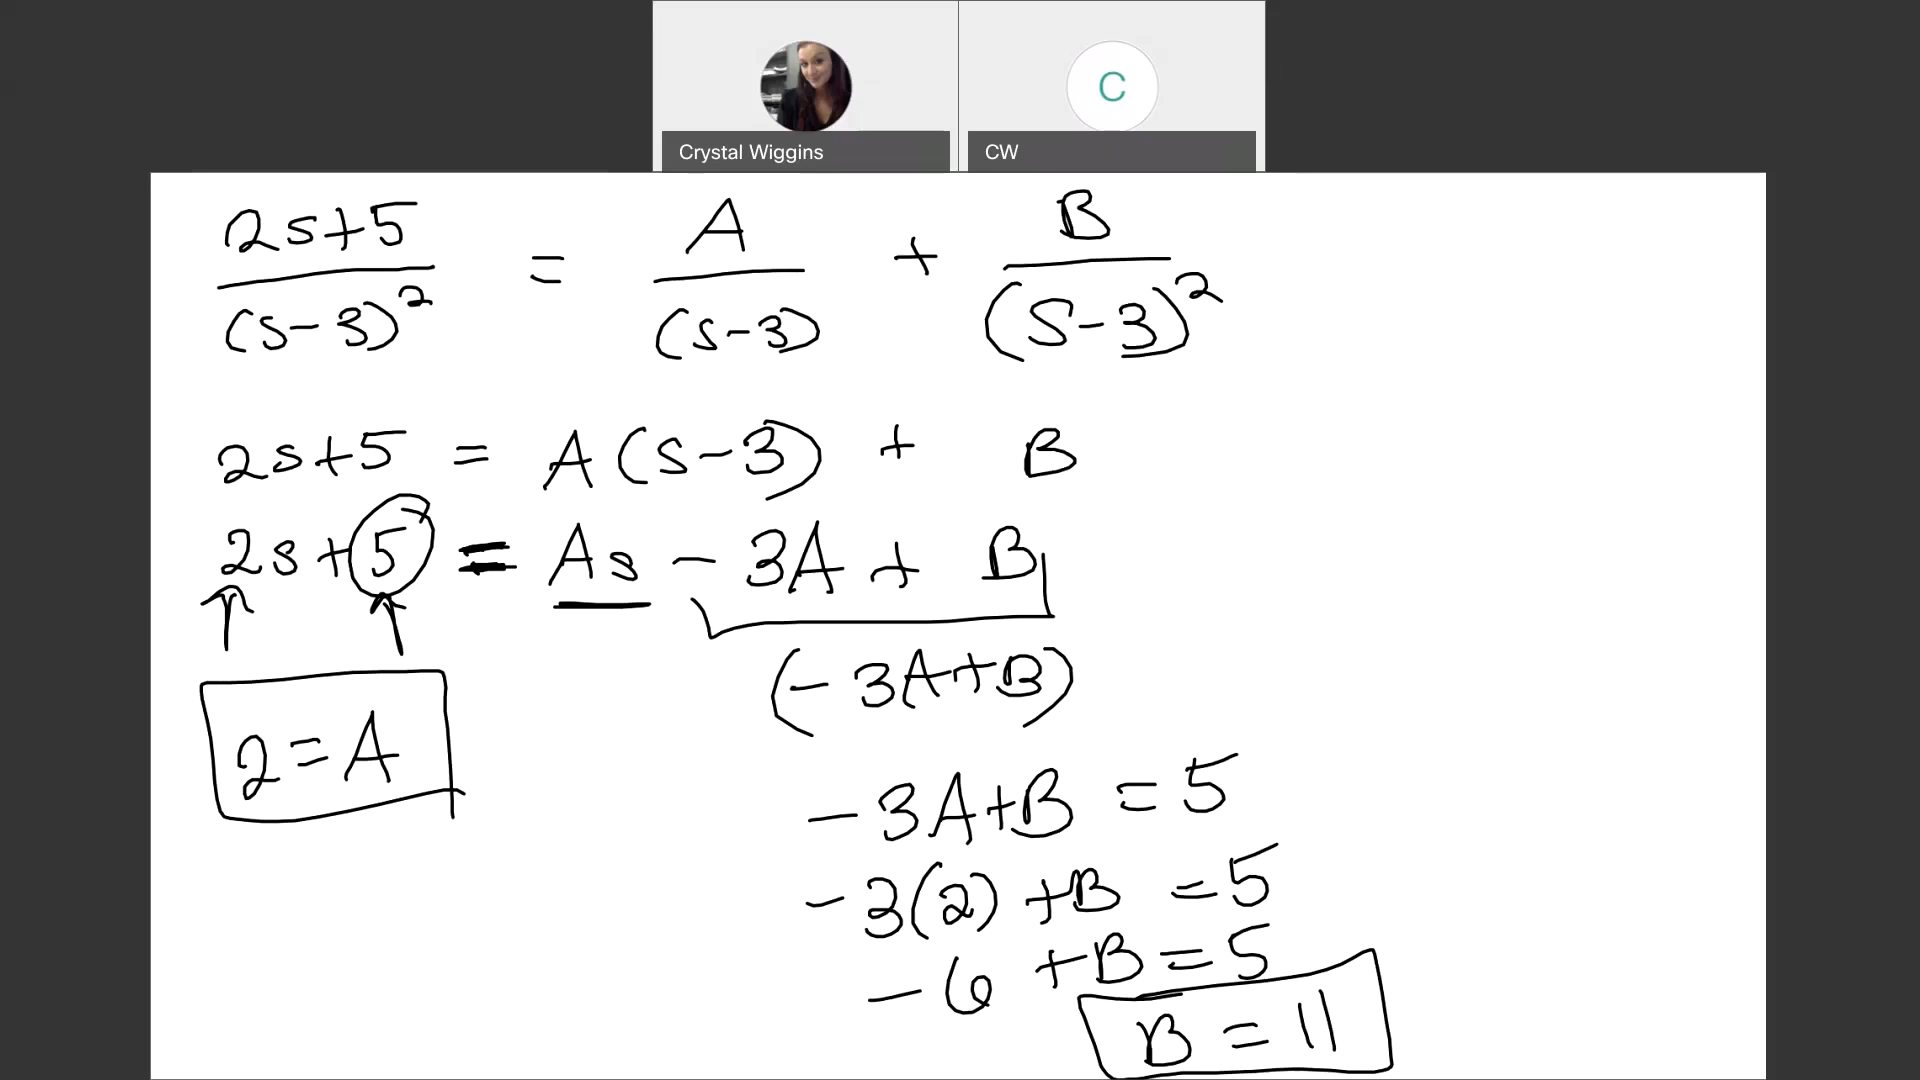 Crystal Wiggins
C
CW
2s+5 / (s-3)² = A / (s-3) + B / (s-3)²
2s+5 = A(s-3) + B
2s+5 = As - 3A + B
(-3A+B)
2=A
-3A+B = 5
-3(2) +B = 5
-6 +B = 5
B = 11